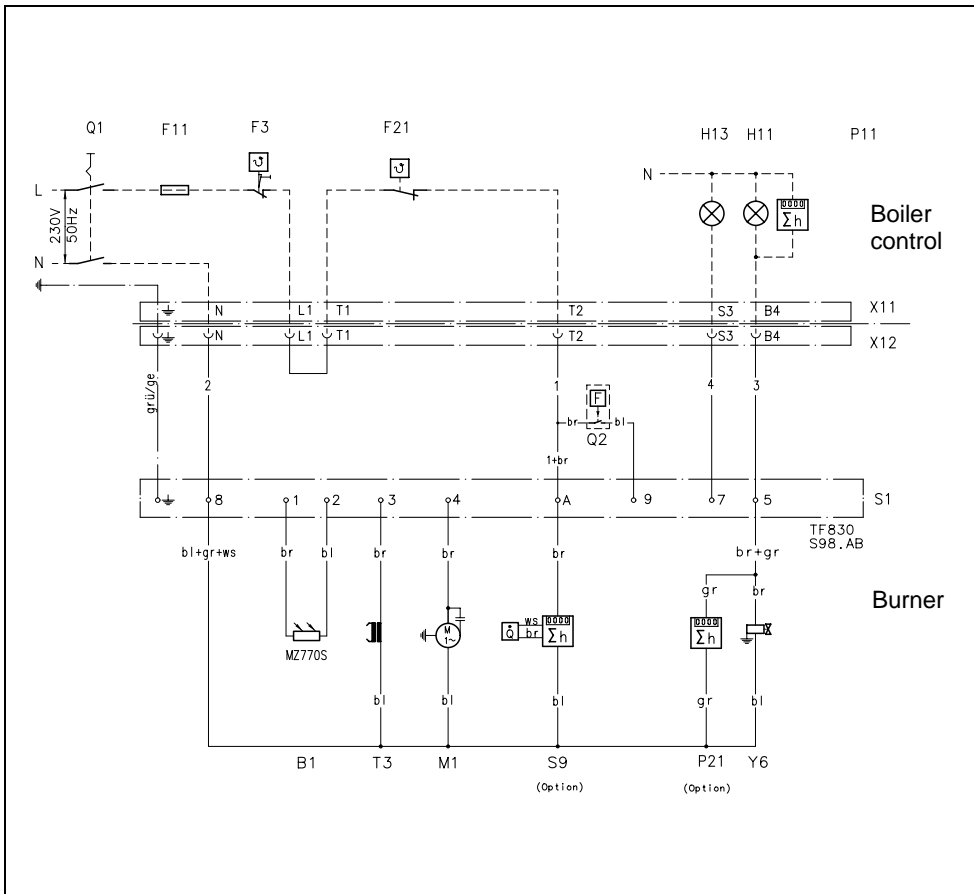 Q1 F11 F3 F21 H13 H11 P11
N
L
230V
50Hz
0000
Σh
Boiler
control
N
N L1 T1 T2 S3 B4 X11
N L1 T1 T2 S3 B4 X12
grü/ge
2 1 4 3
F
br bl
Q2
1+br
8 1 2 3 4 A 9 7 5 S1
TF830
S98.AB
bl+gr+ws br bl br br br br+gr
gr br
Burner
0000
ws
Q br
Σh
M
1~
0000
Σh
MZ770S
bl bl bl gr bl
B1 T3 M1 S9 P21 Y6
(Option) (Option)